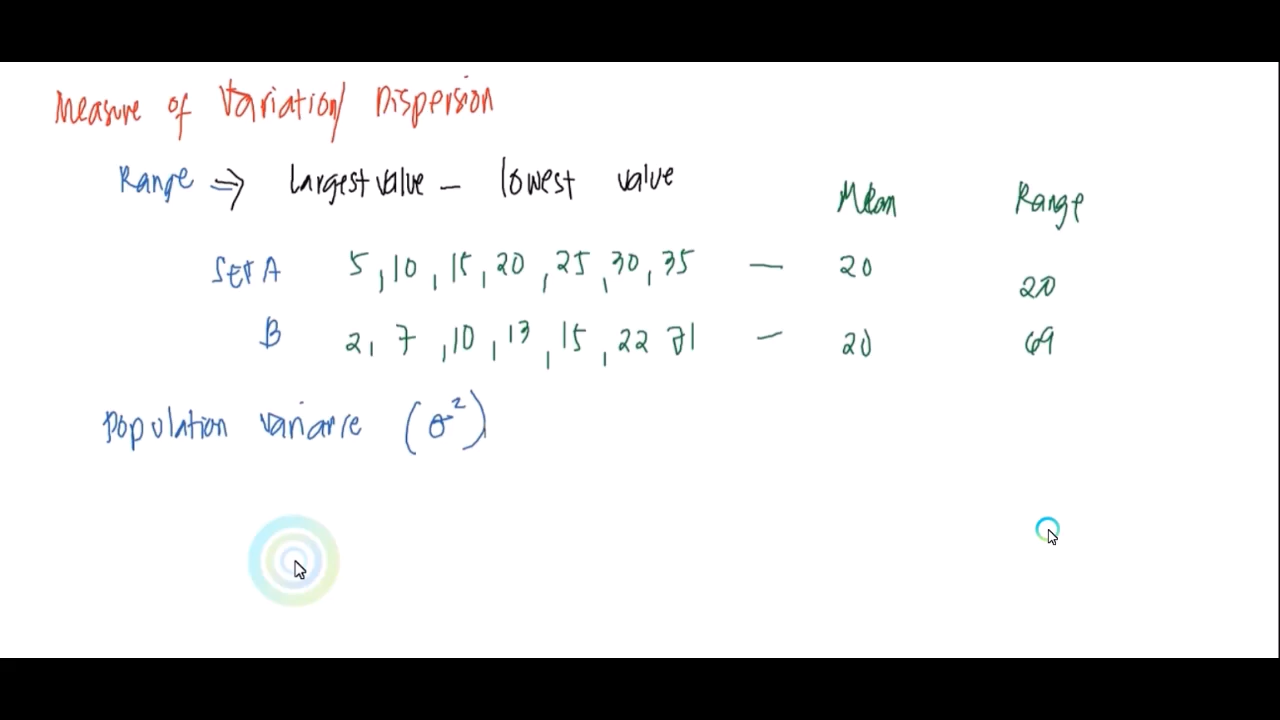 Measure of Variation/ Dispersion
Range ⇒ Largest value – lowest value
Mean Range
Set A 5, 10, 15, 20, 25, 30, 35 — 20 20
B 2, 7, 10, 13, 15, 22 71 — 20 69
Population variance (σ²)